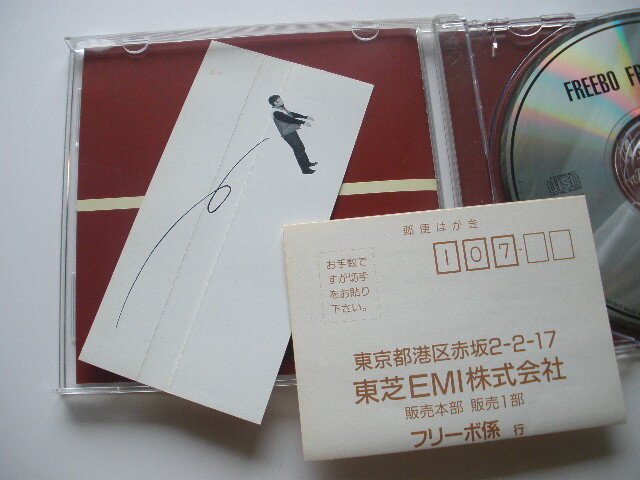 FREEBO FR
郵便はがき
107-
お手数で
すが切手
をお貼り
下さい。
東京都港区赤坂2-2-17
東芝EMI株式会社
販売本部 販売1部
フリーボ係 行